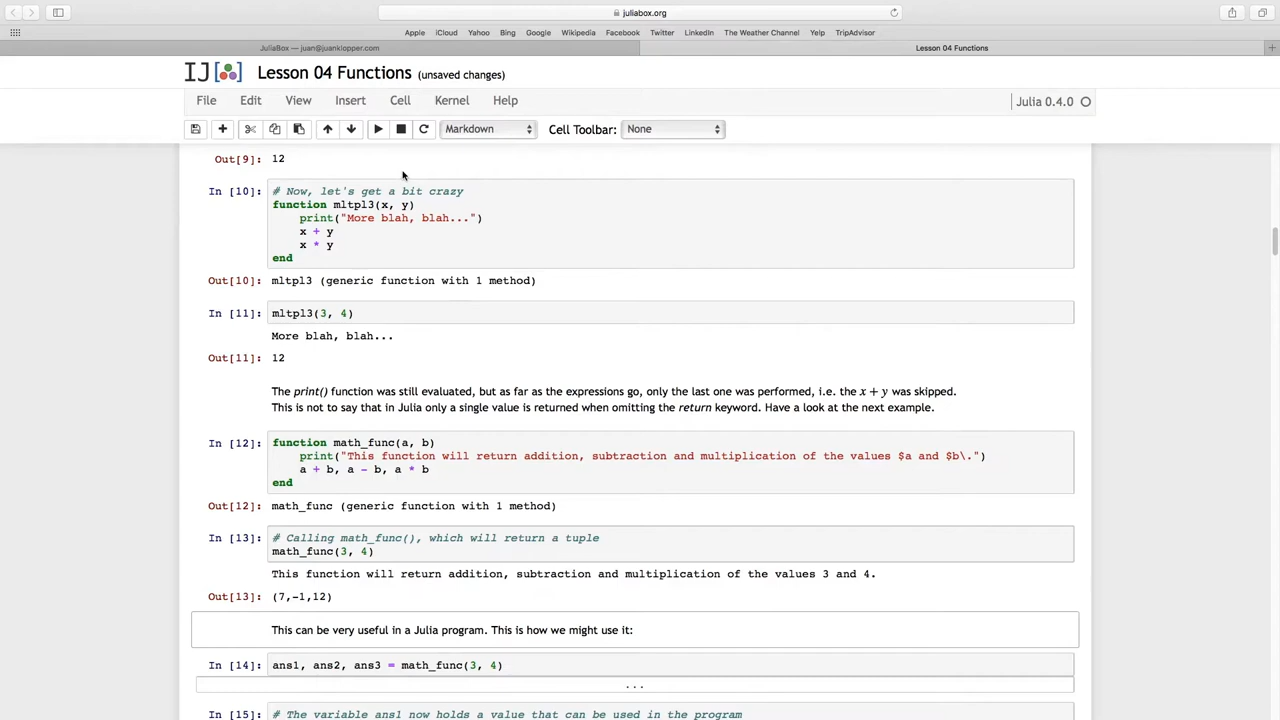 juliabox.org
Apple iCloud Yahoo Bing Google Wikipedia Facebook Twitter LinkedIn The Weather Channel Yelp TripAdvisor
JuliaBox — juan@juanklopper.com
Lesson 04 Functions
IJ Lesson 04 Functions (unsaved changes)
File Edit View Insert Cell Kernel Help
Julia 0.4.0
Markdown Cell Toolbar: None
Out[9]: 12
In [10]: # Now, let's get a bit crazy
function mltpl3(x, y)
print("More blah, blah...")
x + y
x * y
end
Out[10]: mltpl3 (generic function with 1 method)
In [11]: mltpl3(3, 4)
More blah, blah...
Out[11]: 12
The print() function was still evaluated, but as far as the expressions go, only the last one was performed, i.e. the x + y was skipped.
This is not to say that in Julia only a single value is returned when omitting the return keyword. Have a look at the next example.
In [12]: function math_func(a, b)
print("This function will return addition, subtraction and multiplication of the values $a and $b\.")
a + b, a - b, a * b
end
Out[12]: math_func (generic function with 1 method)
In [13]: # Calling math_func(), which will return a tuple
math_func(3, 4)
This function will return addition, subtraction and multiplication of the values 3 and 4.
Out[13]: (7,-1,12)
This can be very useful in a Julia program. This is how we might use it:
In [14]: ans1, ans2, ans3 = math_func(3, 4)
...
In [15]: # The variable ans1 now holds a value that can be used in the program